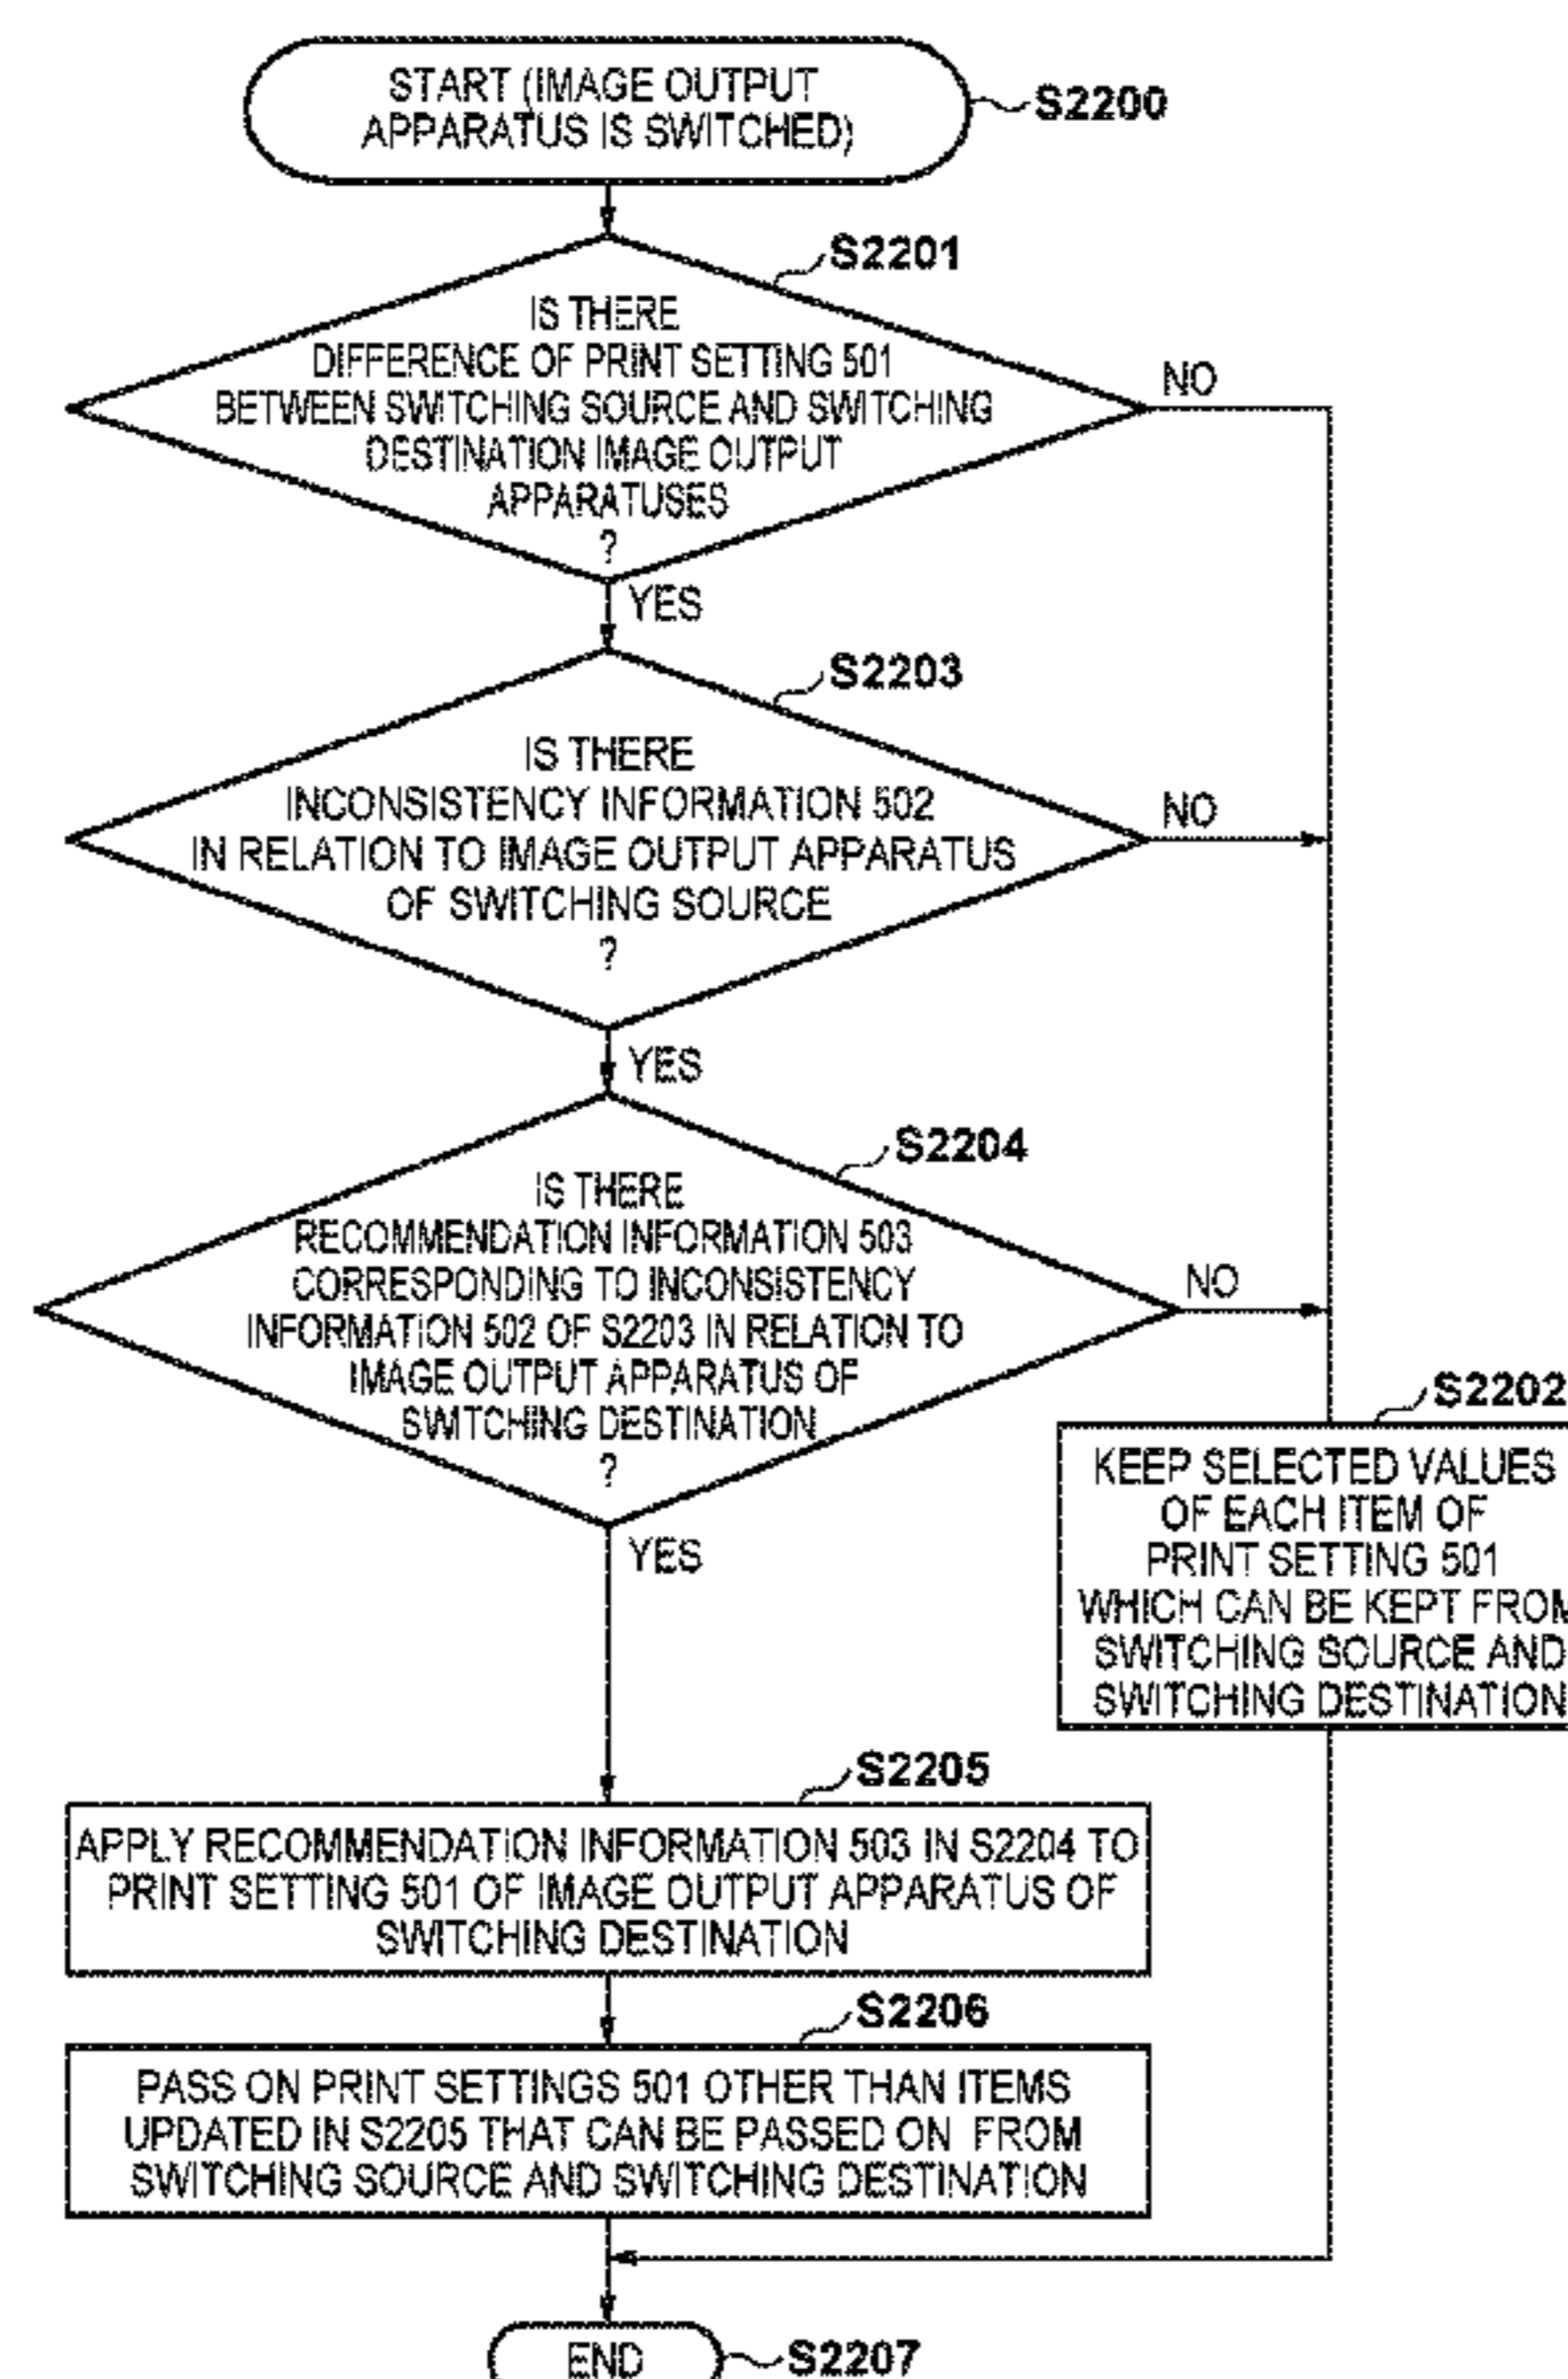 START (IMAGE OUTPUT
APPARATUS IS SWITCHED)
S2200
S2201
IS THERE
DIFFERENCE OF PRINT SETTING 501
BETWEEN SWITCHING SOURCE AND SWITCHING
DESTINATION IMAGE OUTPUT
APPARATUSES
?
NO
YES
S2203
IS THERE
INCONSISTENCY INFORMATION 502
IN RELATION TO IMAGE OUTPUT APPARATUS
OF SWITCHING SOURCE
?
NO
YES
S2204
IS THERE
RECOMMENDATION INFORMATION 503
CORRESPONDING TO INCONSISTENCY
INFORMATION 502 OF S2203 IN RELATION TO
IMAGE OUTPUT APPARATUS OF
SWITCHING DESTINATION
?
NO
YES
S2202
KEEP SELECTED VALUES
OF EACH ITEM OF
PRINT SETTING 501
WHICH CAN BE KEPT FROM
SWITCHING SOURCE AND
SWITCHING DESTINATION
S2205
APPLY RECOMMENDATION INFORMATION 503 IN S2204 TO
PRINT SETTING 501 OF IMAGE OUTPUT APPARATUS OF
SWITCHING DESTINATION
S2206
PASS ON PRINT SETTINGS 501 OTHER THAN ITEMS
UPDATED IN S2205 THAT CAN BE PASSED ON FROM
SWITCHING SOURCE AND SWITCHING DESTINATION
END
S2207